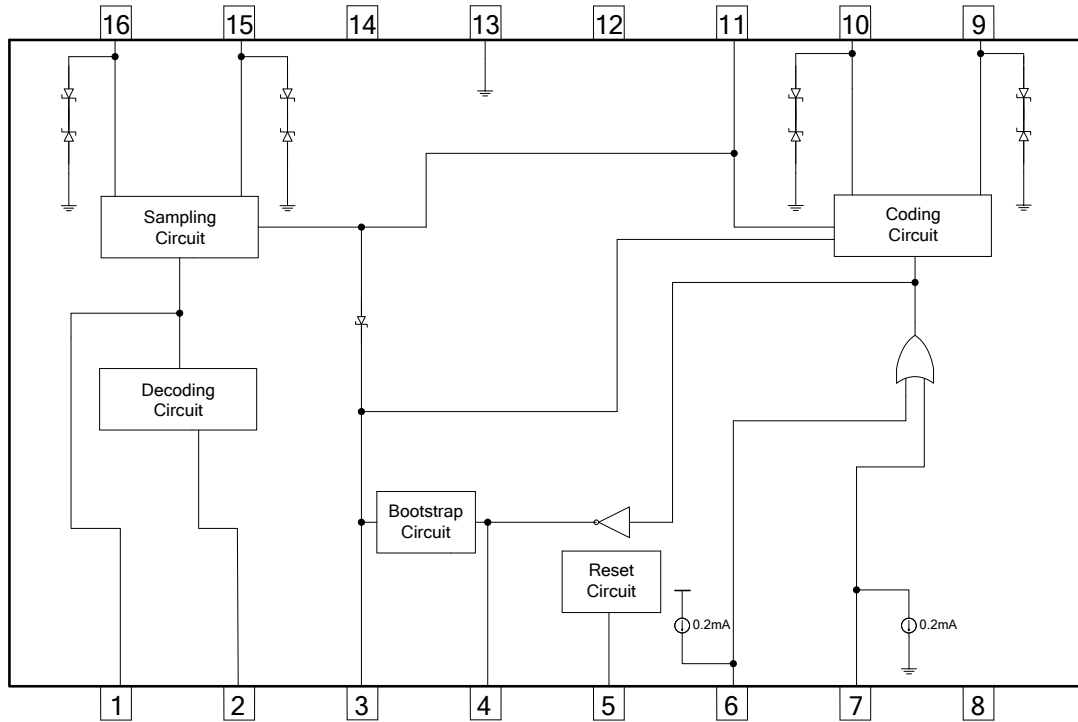 16 15 14 13 12 11 10 9
Sampling
Circuit
Coding
Circuit
Decoding
Circuit
Bootstrap
Circuit
Reset
Circuit
0.2mA
0.2mA
1 2 3 4 5 6 7 8